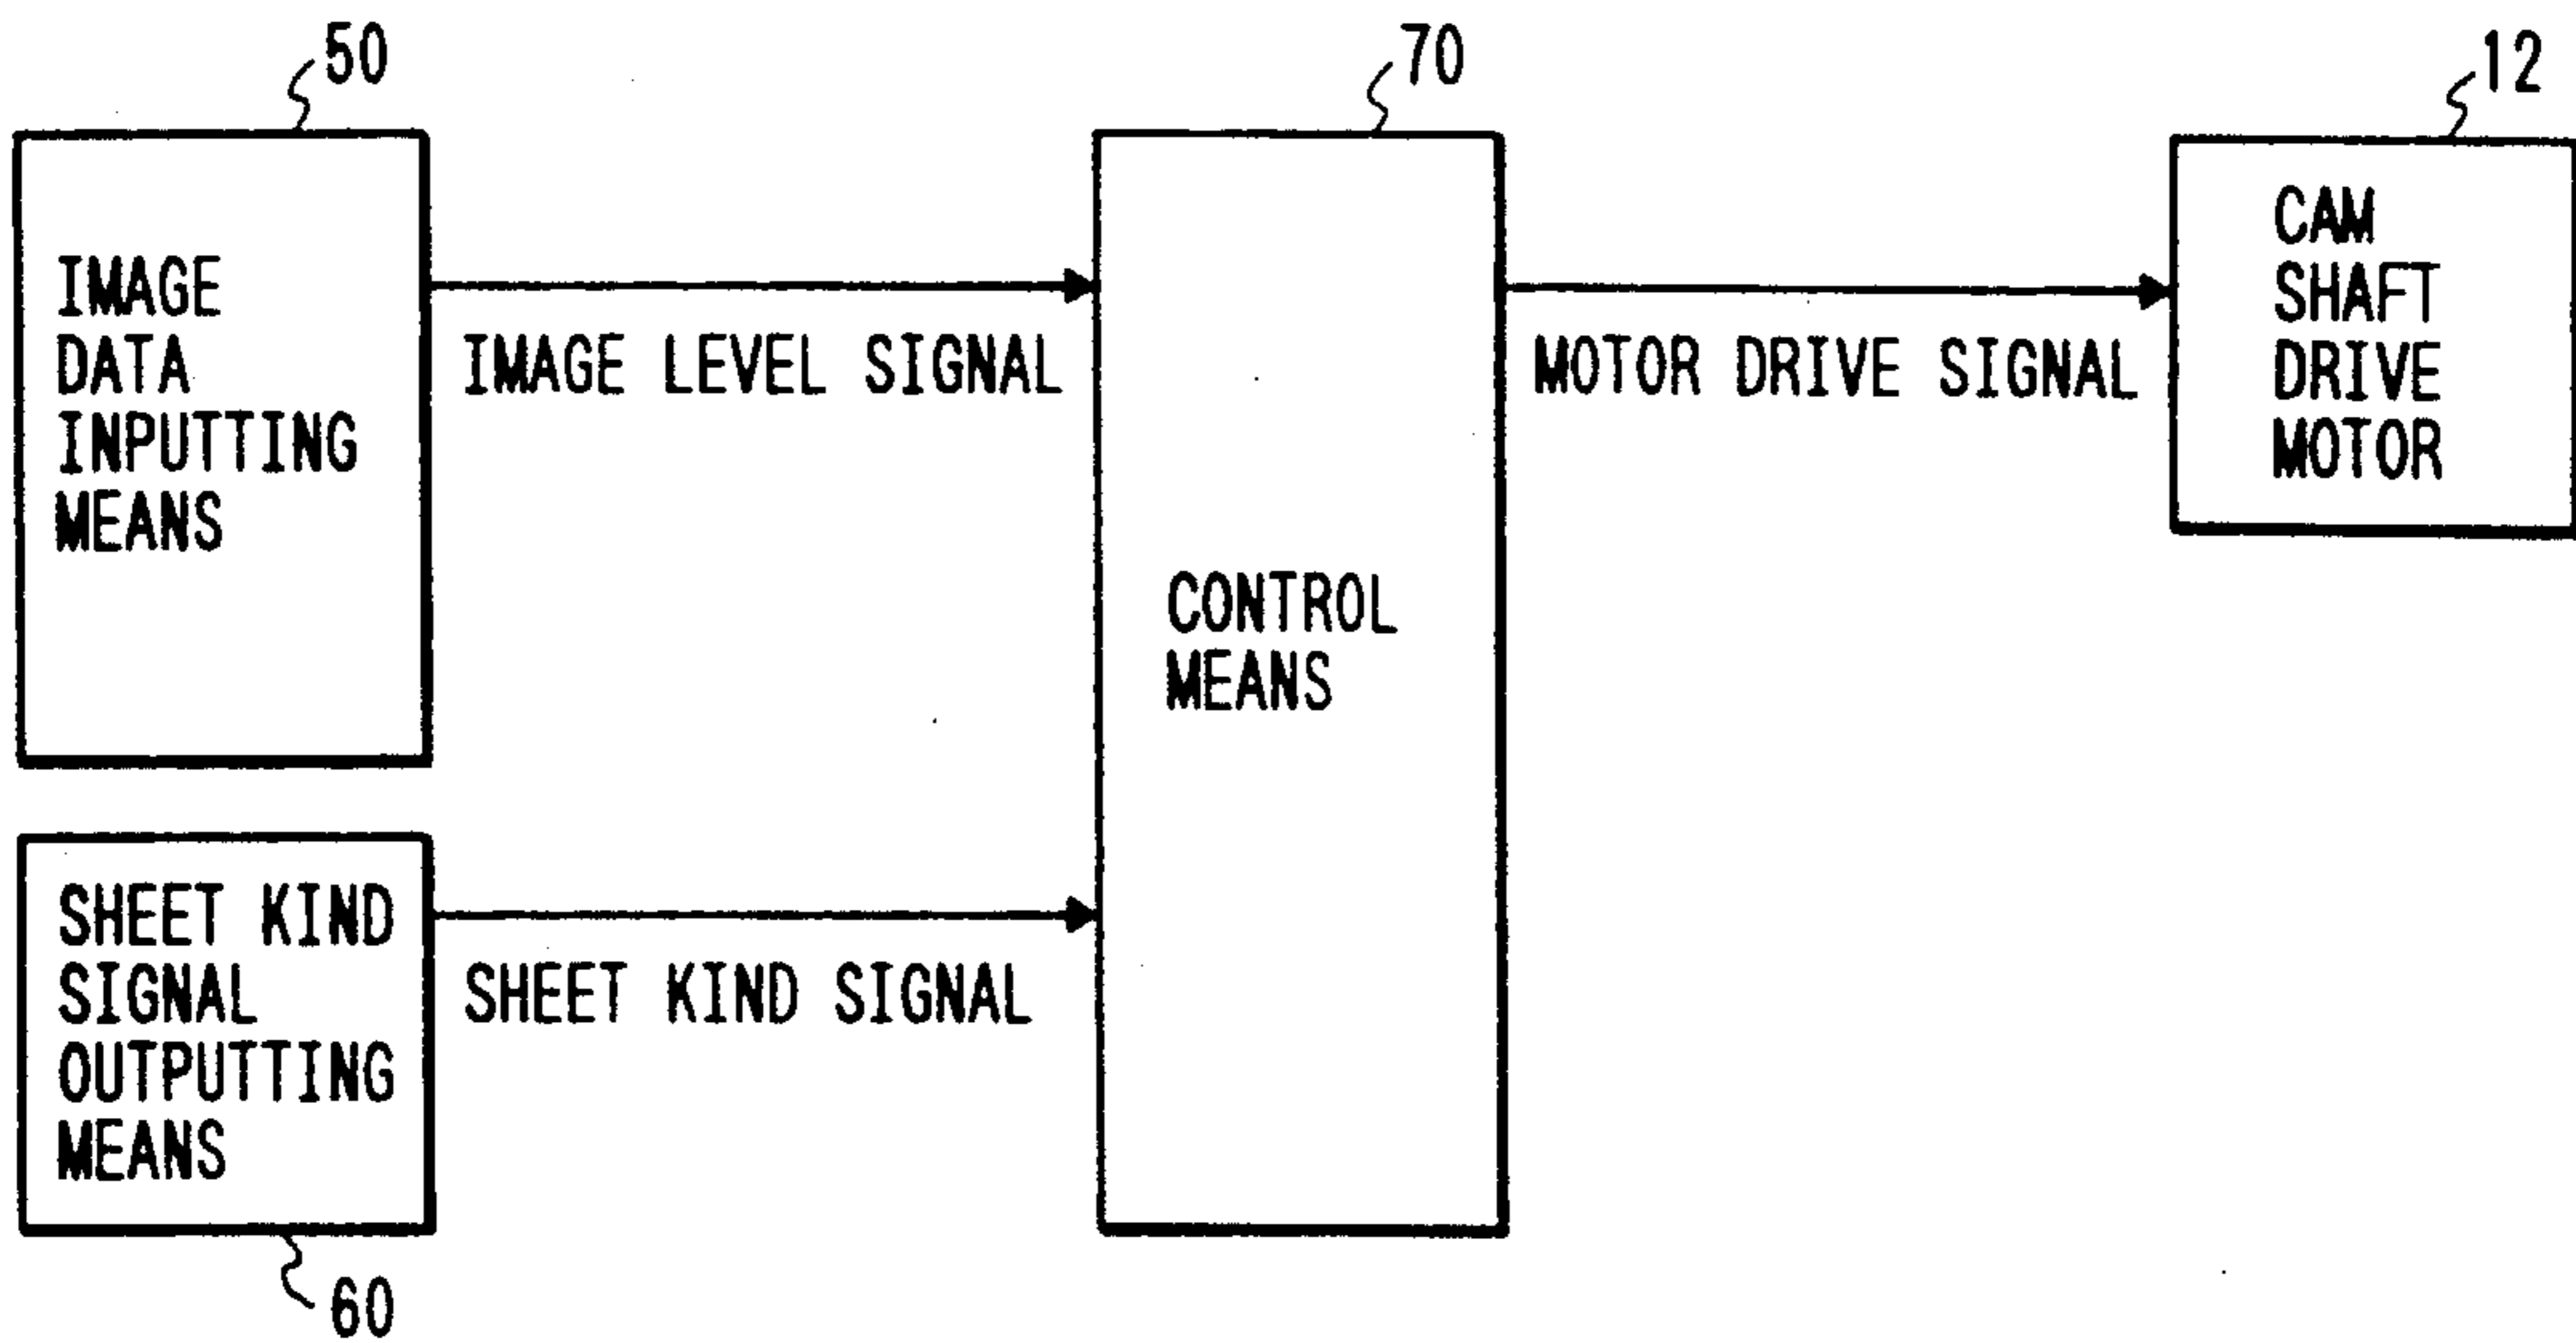 50
70
12
IMAGE
DATA
INPUTTING
MEANS
IMAGE LEVEL SIGNAL
CONTROL
MEANS
MOTOR DRIVE SIGNAL
CAM
SHAFT
DRIVE
MOTOR
SHEET KIND
SIGNAL
OUTPUTTING
MEANS
SHEET KIND SIGNAL
60